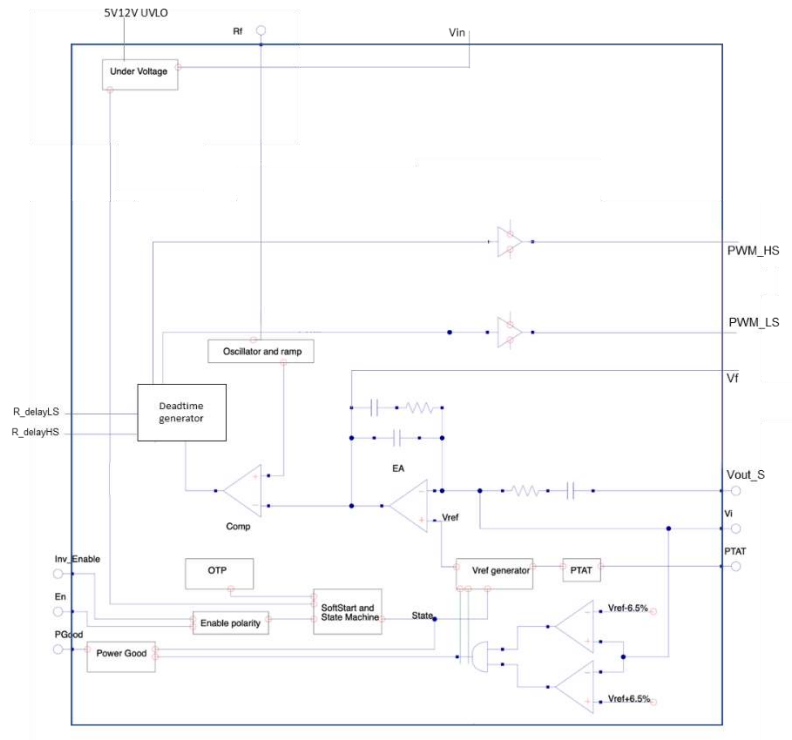 5V12V UVLO
Rf
Vin
Under Voltage
PWM_HS
PWM_LS
Oscillator and ramp
Vf
Deadtime
generator
R_delayLS
R_delayHS
EA
Vout_S
Comp
Vref
Vi
PTAT
Inv_Enable
OTP
Vref generator
PTAT
En
SoftStart and
State Machine
Enable polarity
State
Vref-6.5%
PGood
Power Good
Vref+6.5%